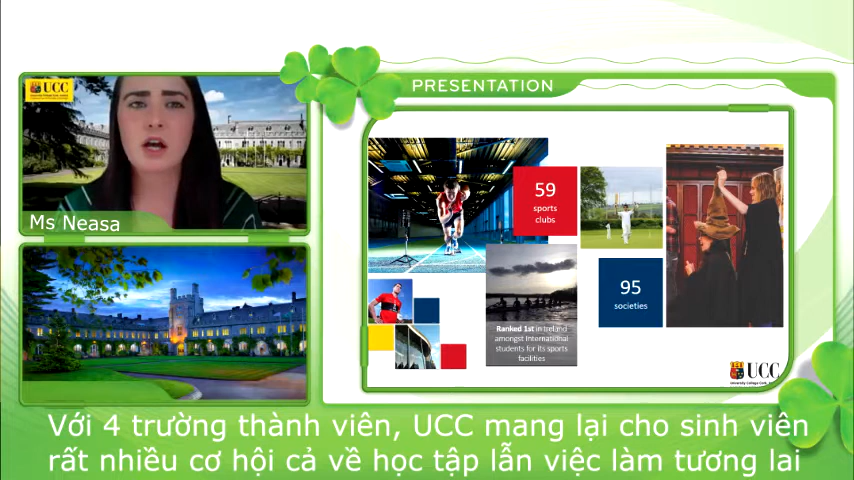 UCC
PRESENTATION
Ms Neasa
59
sports
clubs
95
societies
Ranked 1st in Ireland
amongst International
students for its sports
facilities
UCC
Với 4 trường thành viên, UCC mang lại cho sinh viên
rất nhiều cơ hội cả về học tập lẫn việc làm tương lai